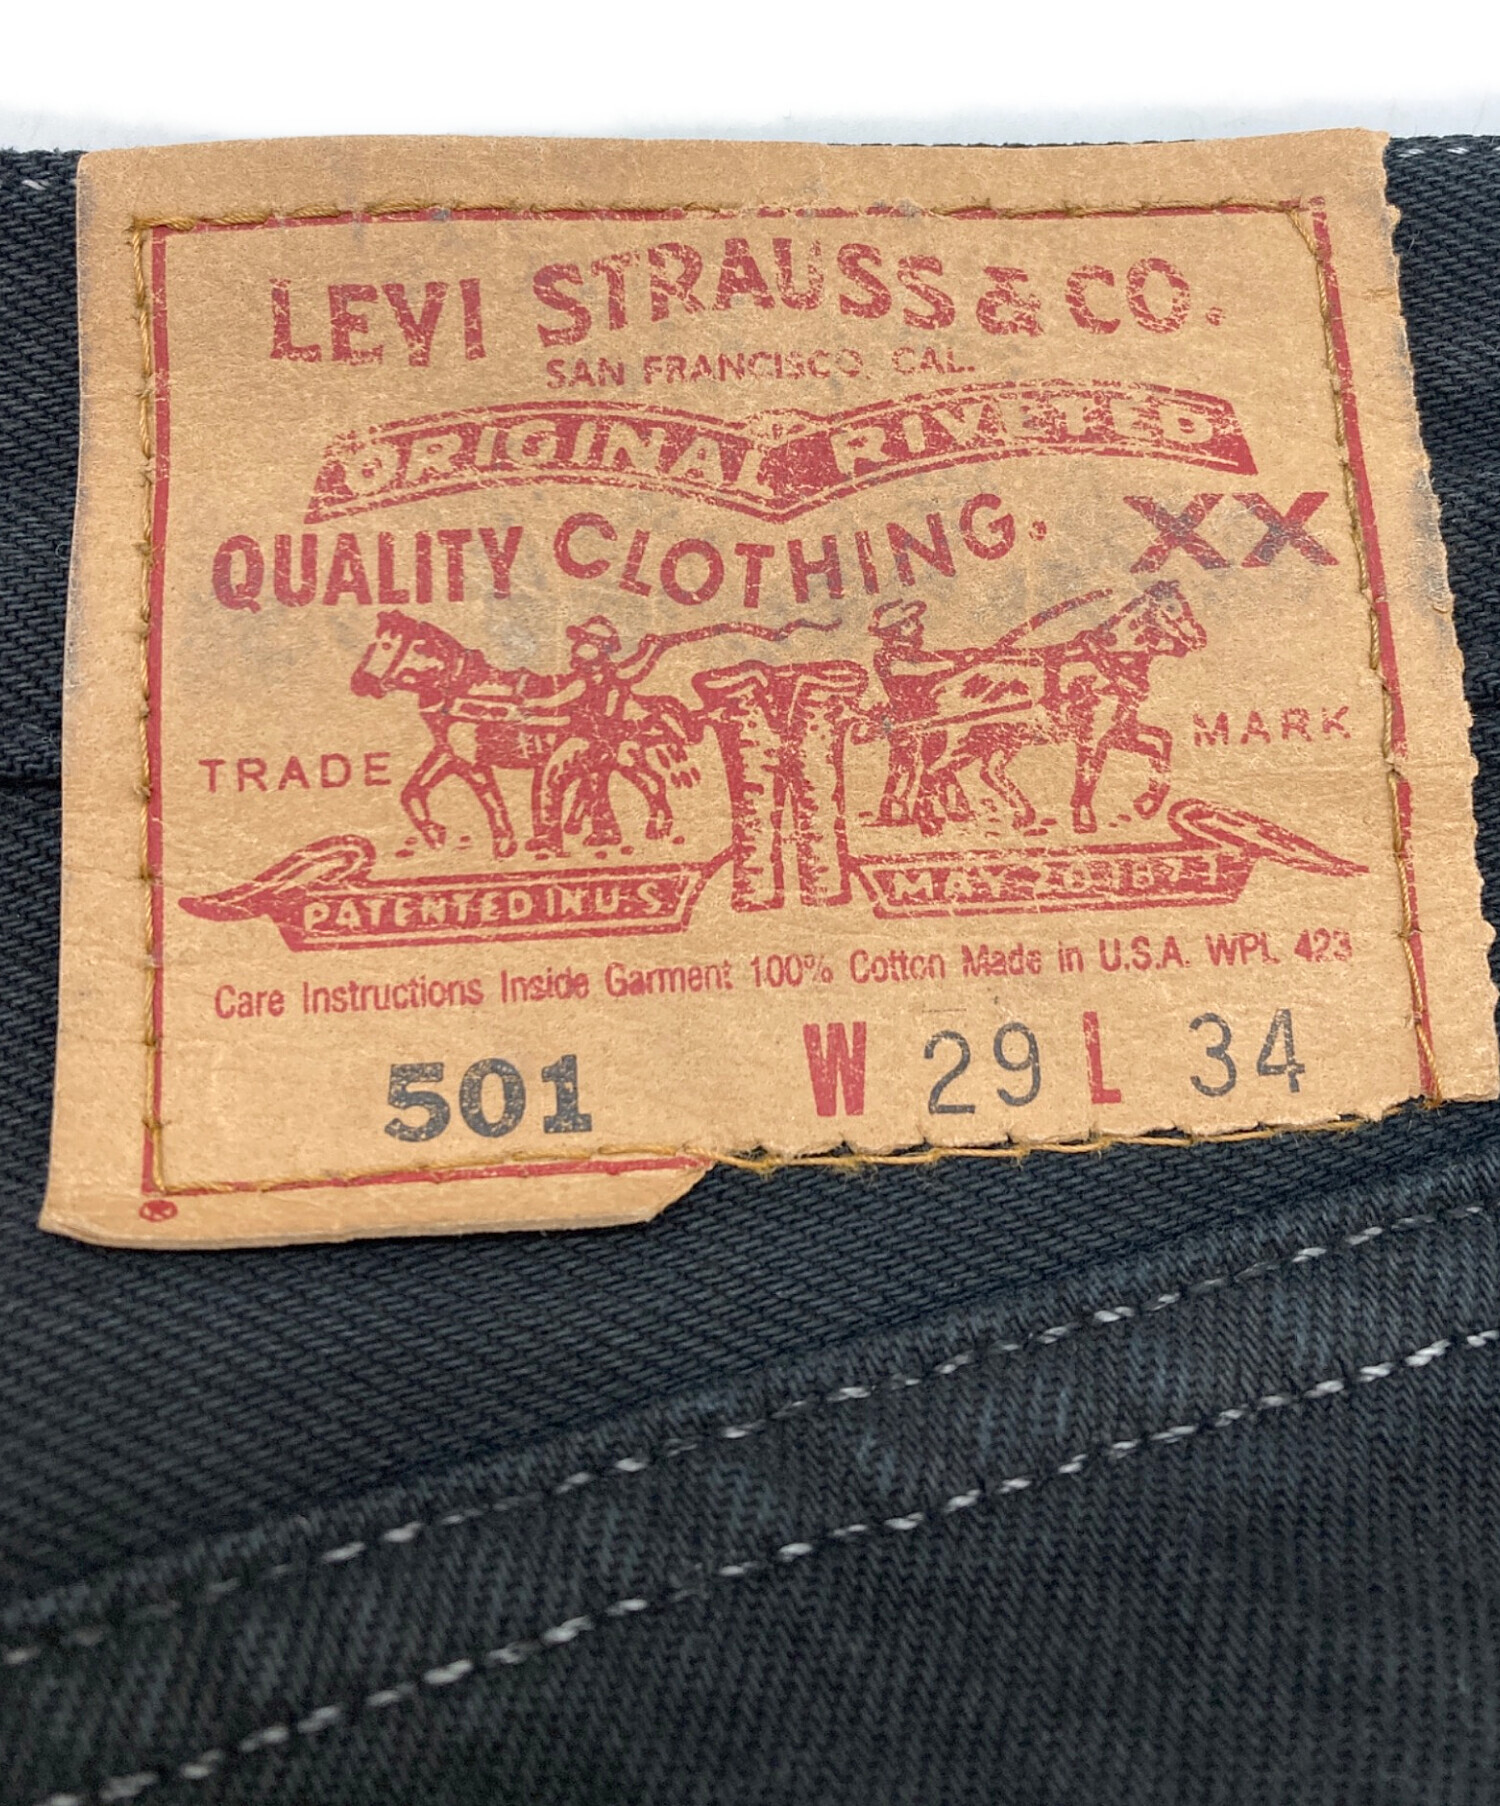 LEVI STRAUSS & CO.
SAN FRANCISCO, CAL.
ORIGINAL RIVETED
QUALITY CLOTHING. XX
TRADE MARK
PATENTED IN U.S. MAY 20 1873
Care Instructions Inside Garment 100% Cotton Made in U.S.A. WPL 423
501 W 29 L 34